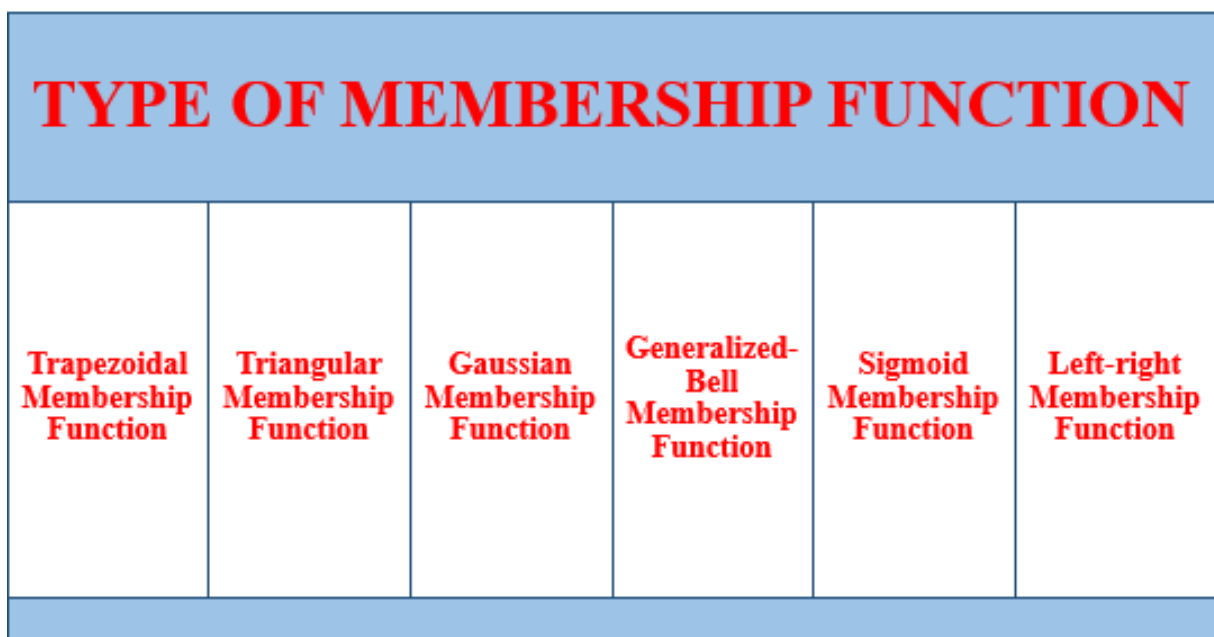 TYPE OF MEMBERSHIP FUNCTION
Trapezoidal
Membership
Function
Triangular
Membership
Function
Gaussian
Membership
Function
Generalized-
Bell
Membership
Function
Sigmoid
Membership
Function
Left-right
Membership
Function